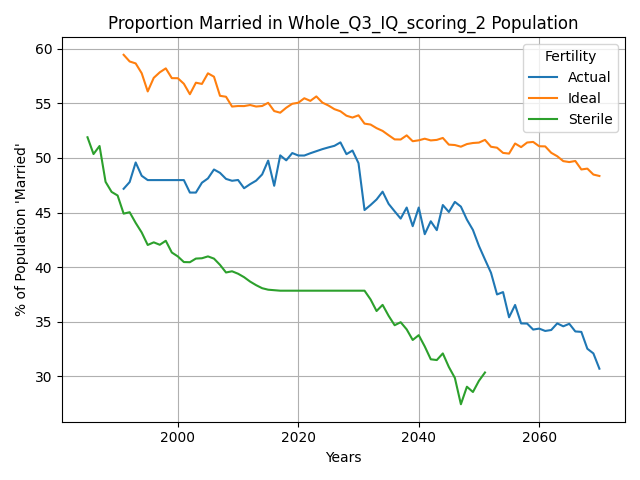 Proportion Married in Whole_Q3_IQ_scoring_2 Population
% of Population 'Married'
60
55
50
45
40
35
30
Fertility
Actual
Ideal
Sterile
2000
2020
2040
2060
Years